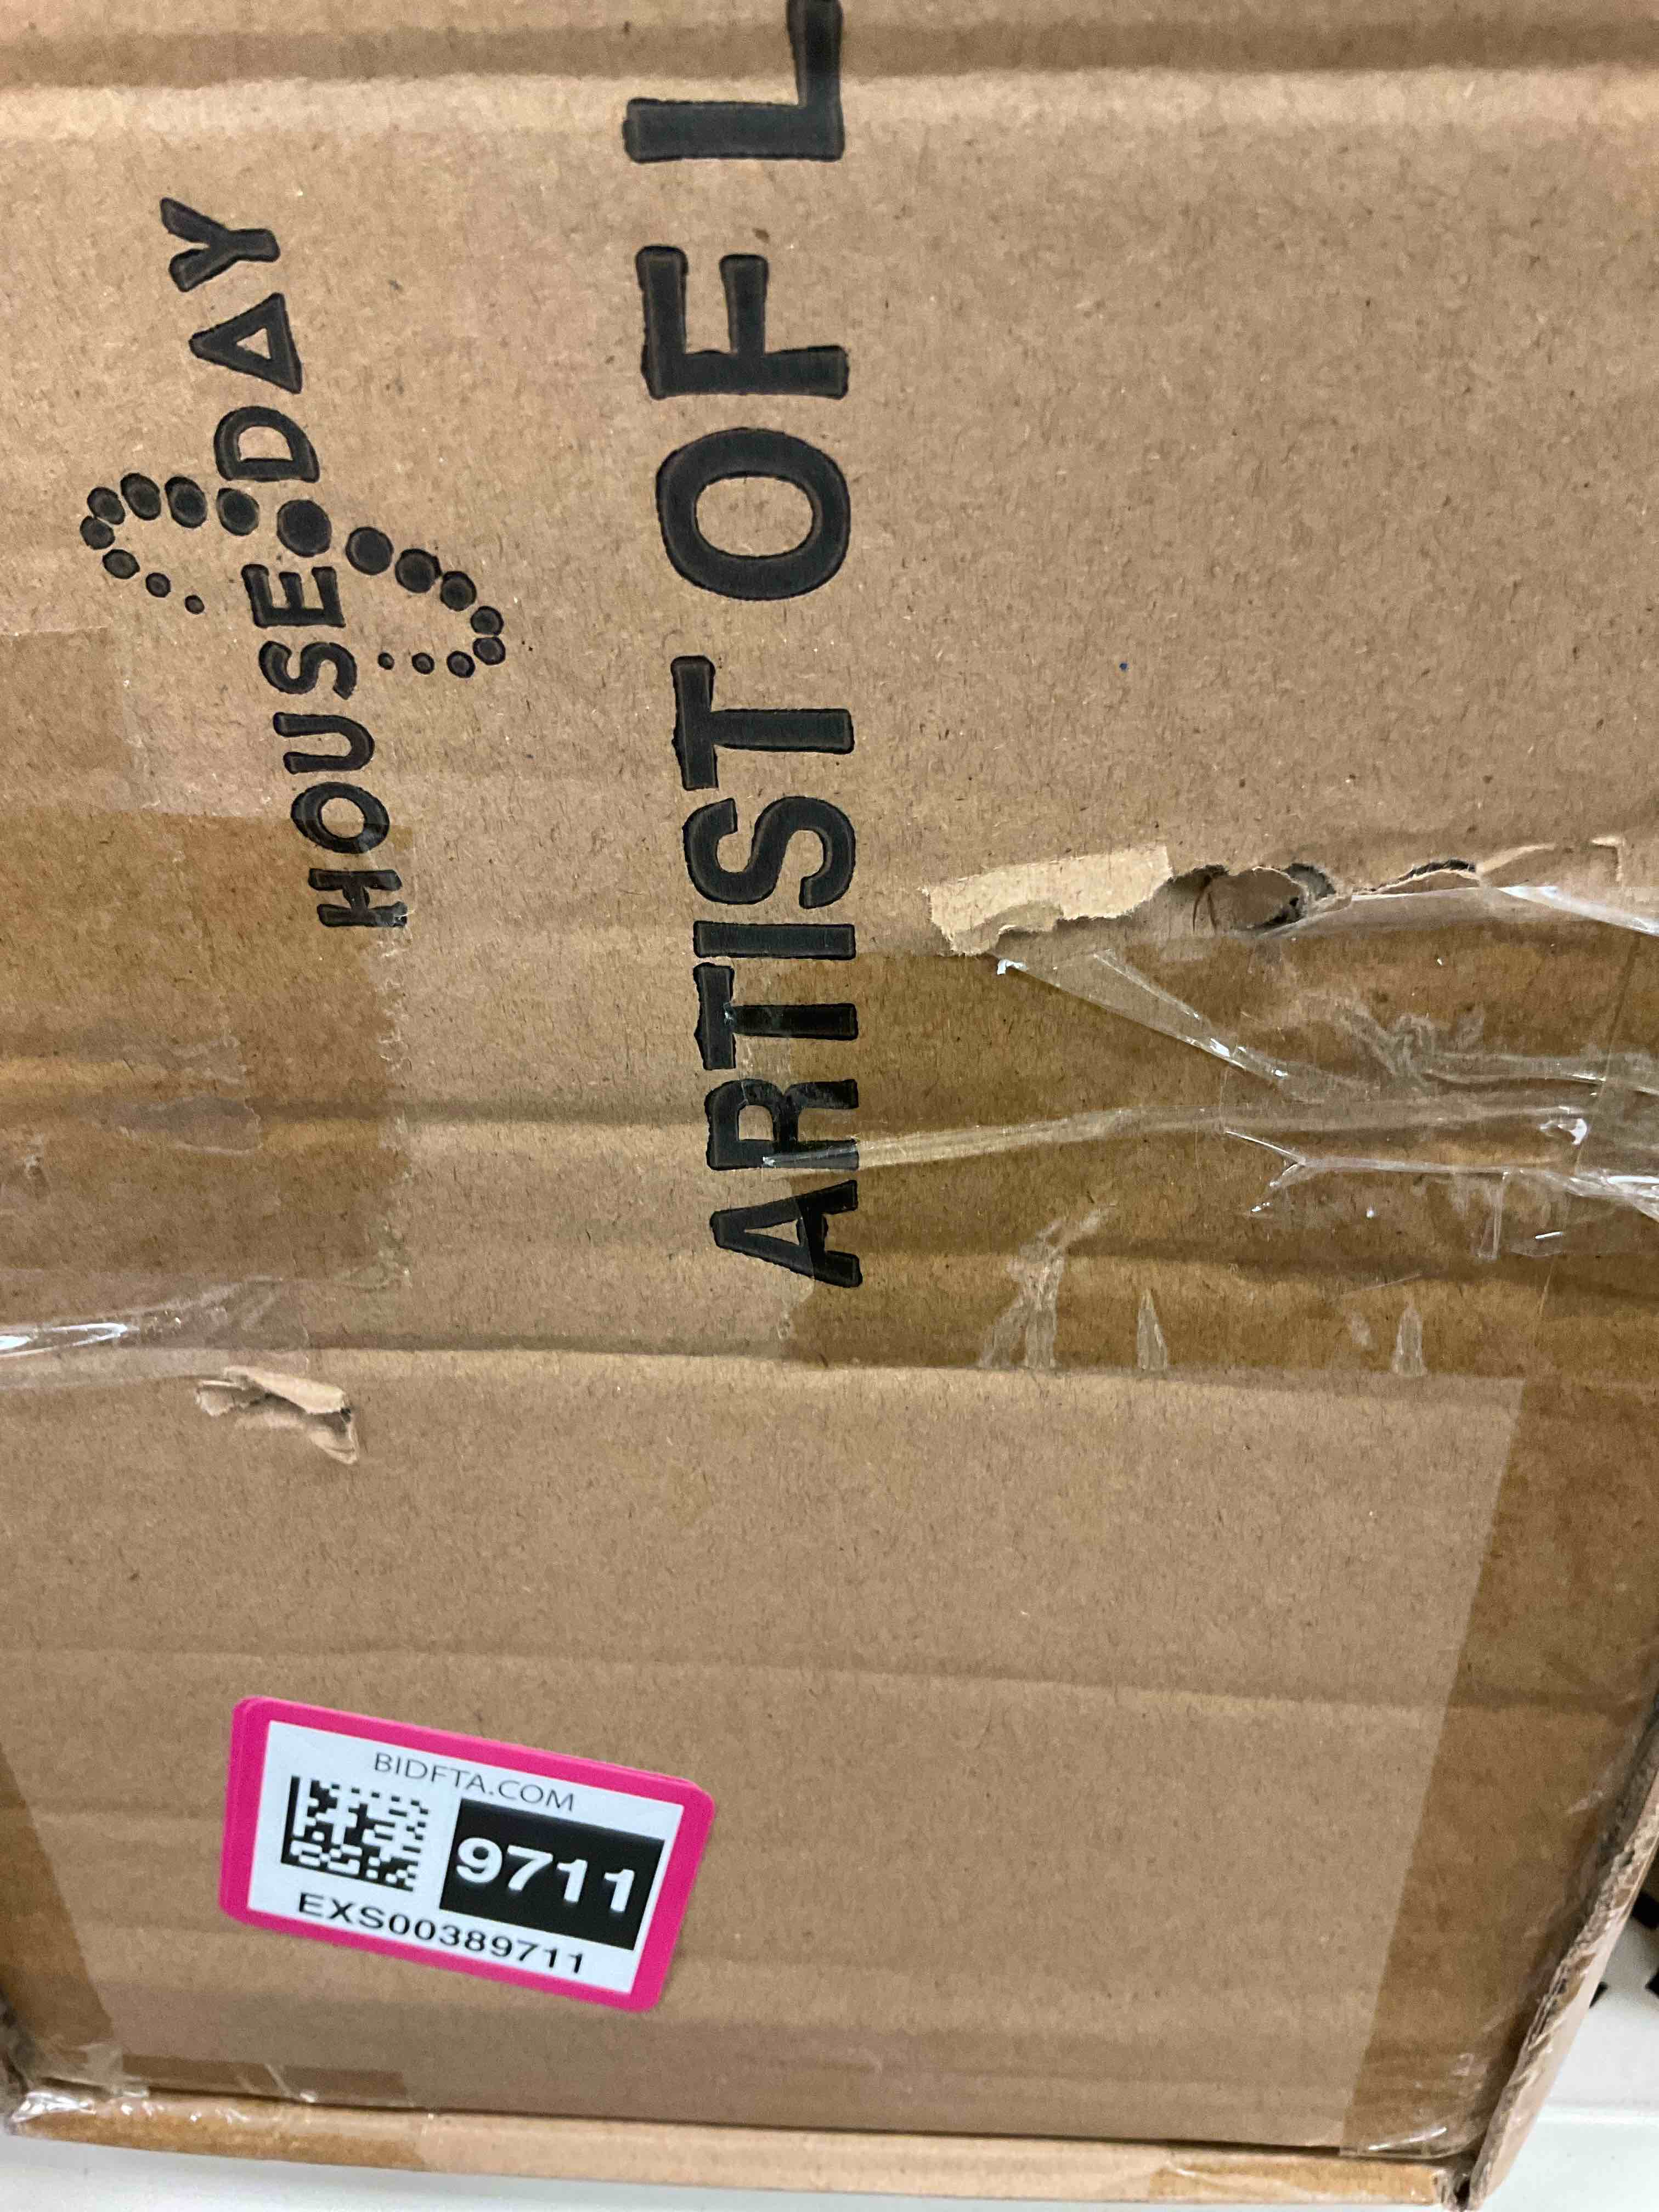 HOUSE DAY
ARTIST OF L
BIDFTA.COM
9711
EXS00389711